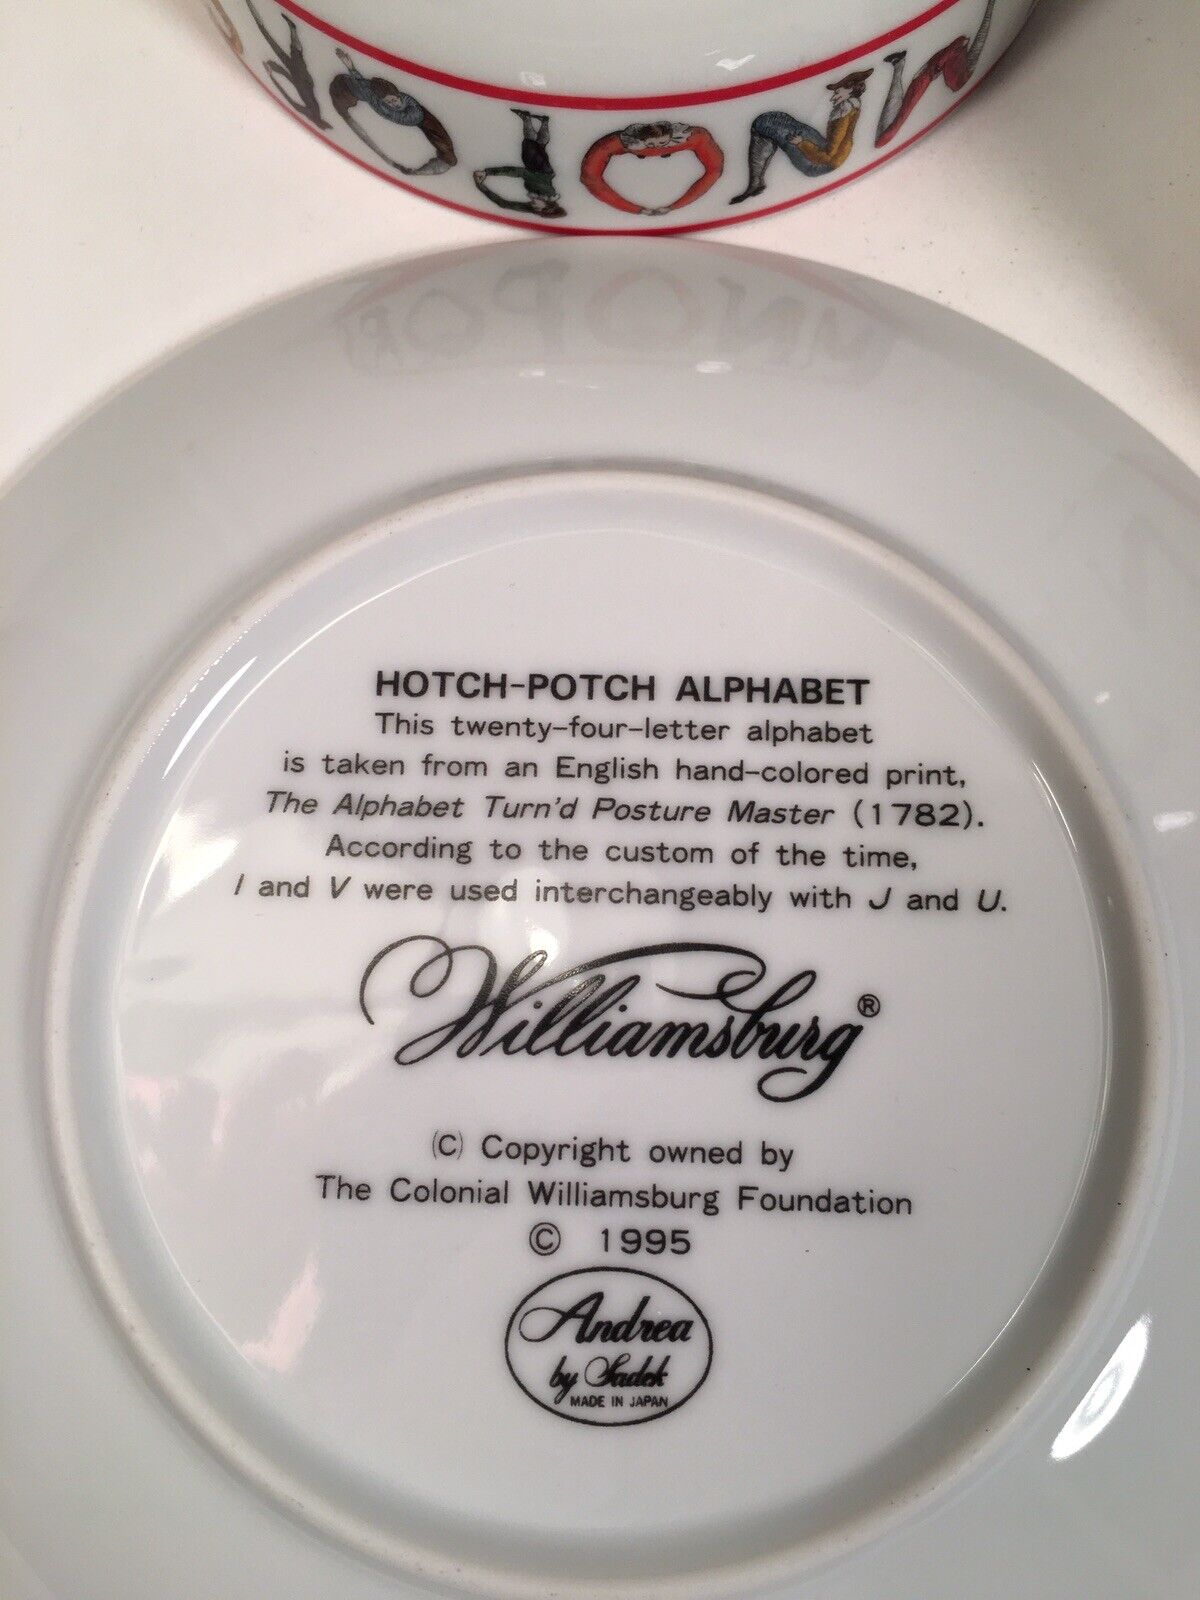 MNOPQR
HOTCH-POTCH ALPHABET
This twenty-four-letter alphabet
is taken from an English hand-colored print,
The Alphabet Turn'd Posture Master (1782).
According to the custom of the time,
I and V were used interchangeably with J and U.
Williamsburg®
(C) Copyright owned by
The Colonial Williamsburg Foundation
© 1995
Andrea
by Sadek
MADE IN JAPAN